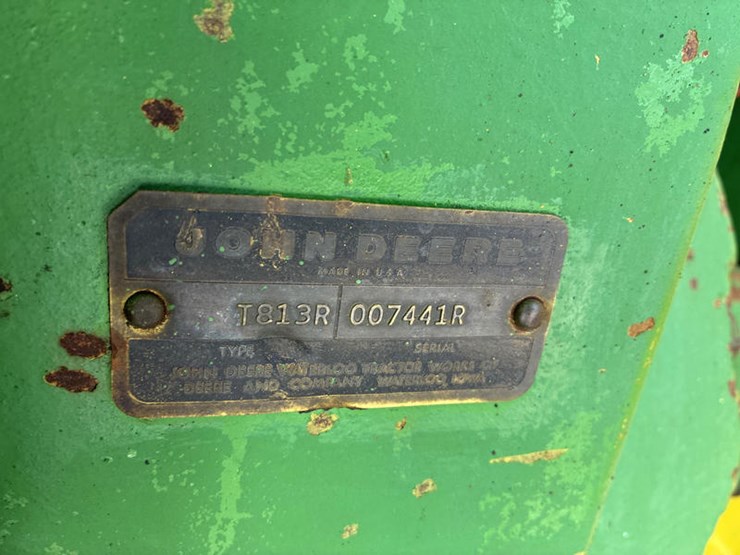 JOHN DEERE
MADE IN U.S.A.
T813R 007441R
TYPE SERIAL
JOHN DEERE WATERLOO TRACTOR WORKS OF
DEERE AND COMPANY WATERLOO, IOWA